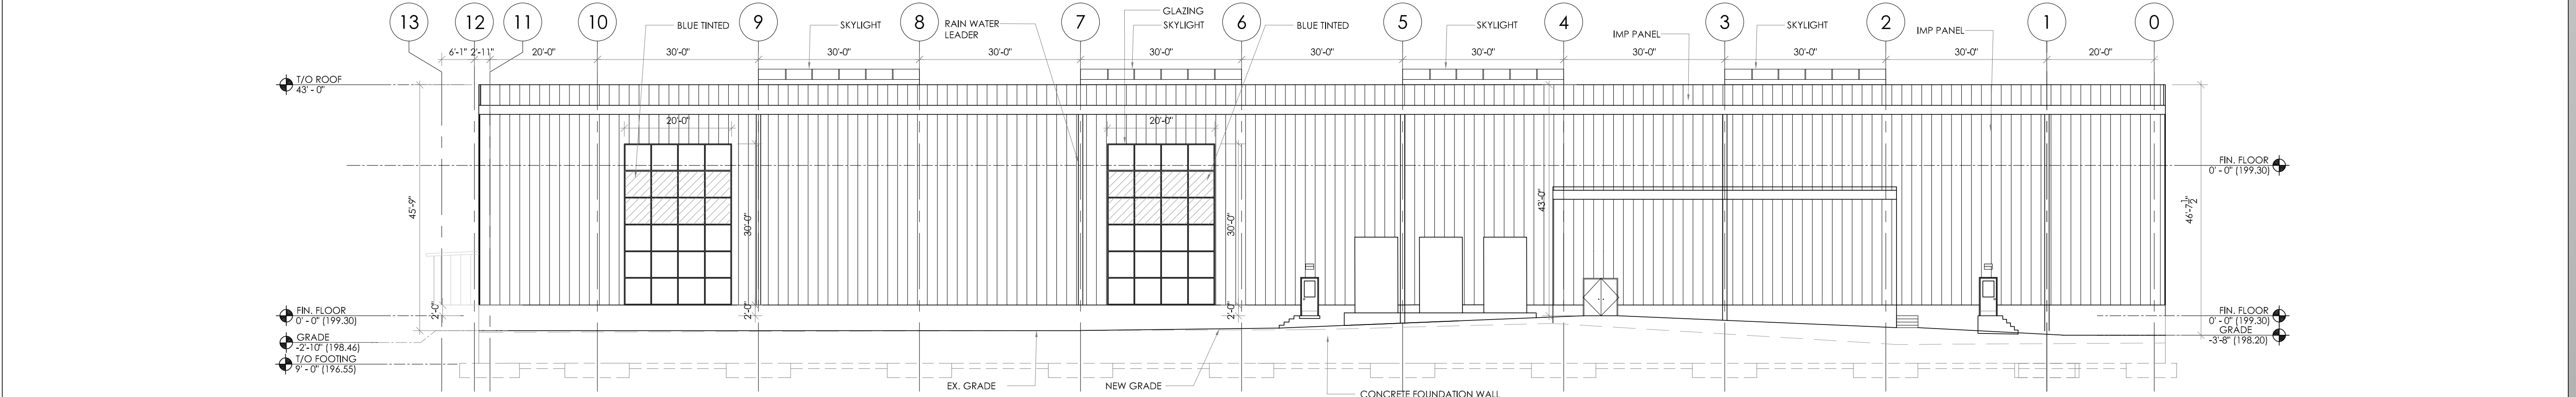 13
12
11
10
9
8
7
6
5
4
3
2
1
0
BLUE TINTED
SKYLIGHT
RAIN WATER
LEADER
GLAZING
SKYLIGHT
BLUE TINTED
SKYLIGHT
IMP PANEL
SKYLIGHT
IMP PANEL
6'-1" 2'-11" 20'-0" 30'-0" 30'-0" 30'-0" 30'-0" 30'-0" 30'-0" 30'-0" 30'-0" 30'-0" 20'-0"
T/O ROOF
43' - 0"
20'-0"
20'-0"
FIN. FLOOR
0' - 0" (199.30)
45'-9"
30'-0"
30'-0"
43'-0"
46'-7 1/2"
2'-0"
2'-0"
2'-0"
FIN. FLOOR
0' - 0" (199.30)
GRADE
-2'-10" (198.46)
T/O FOOTING
9' - 0" (196.55)
FIN. FLOOR
0' - 0" (199.30)
GRADE
-3'-8" (198.20)
EX. GRADE
NEW GRADE
CONCRETE FOUNDATION WALL